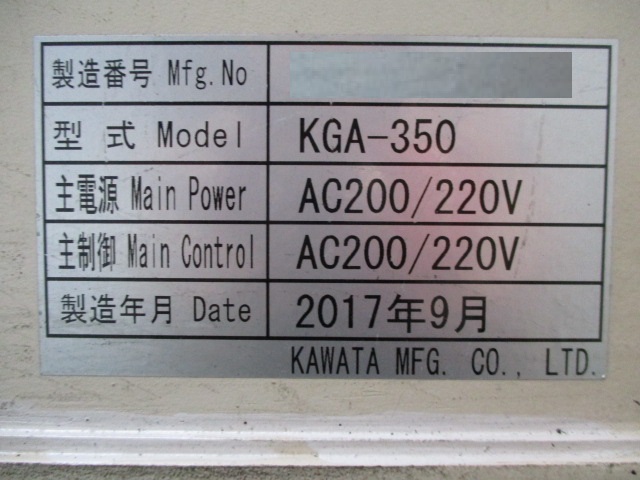 製造番号 Mfg.No
型式 Model KGA-350
主電源 Main Power AC200/220V
主制御 Main Control AC200/220V
製造年月 Date 2017年9月
KAWATA MFG. CO., LTD.